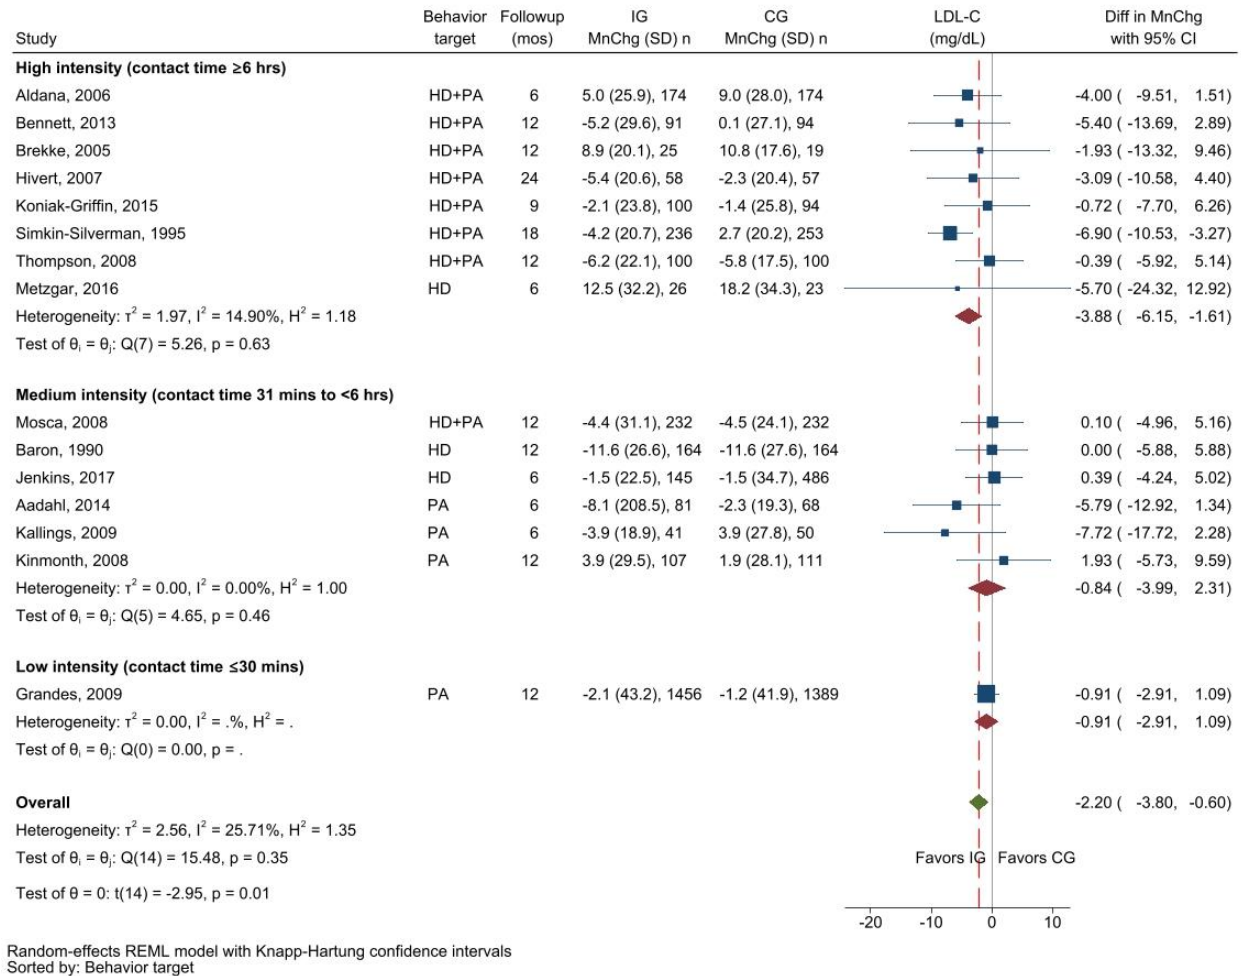 Behavior Followup IG CG LDL-C Diff in MnChg
Study target (mos) MnChg (SD) n MnChg (SD) n (mg/dL) with 95% CI
High intensity (contact time ≥6 hrs)
Aldana, 2006 HD+PA 6 5.0 (25.9), 174 9.0 (28.0), 174 -4.00 ( -9.51, 1.51)
Bennett, 2013 HD+PA 12 -5.2 (29.6), 91 0.1 (27.1), 94 -5.40 ( -13.69, 2.89)
Brekke, 2005 HD+PA 12 8.9 (20.1), 25 10.8 (17.6), 19 -1.93 ( -13.32, 9.46)
Hivert, 2007 HD+PA 24 -5.4 (20.6), 58 -2.3 (20.4), 57 -3.09 ( -10.58, 4.40)
Koniak-Griffin, 2015 HD+PA 9 -2.1 (23.8), 100 -1.4 (25.8), 94 -0.72 ( -7.70, 6.26)
Simkin-Silverman, 1995 HD+PA 18 -4.2 (20.7), 236 2.7 (20.2), 253 -6.90 ( -10.53, -3.27)
Thompson, 2008 HD+PA 12 -6.2 (22.1), 100 -5.8 (17.5), 100 -0.39 ( -5.92, 5.14)
Metzgar, 2016 HD 6 12.5 (32.2), 26 18.2 (34.3), 23 -5.70 ( -24.32, 12.92)
Heterogeneity: τ² = 1.97, I² = 14.90%, H² = 1.18 -3.88 ( -6.15, -1.61)
Test of θᵢ = θⱼ: Q(7) = 5.26, p = 0.63
Medium intensity (contact time 31 mins to <6 hrs)
Mosca, 2008 HD+PA 12 -4.4 (31.1), 232 -4.5 (24.1), 232 0.10 ( -4.96, 5.16)
Baron, 1990 HD 12 -11.6 (26.6), 164 -11.6 (27.6), 164 0.00 ( -5.88, 5.88)
Jenkins, 2017 HD 6 -1.5 (22.5), 145 -1.5 (34.7), 486 0.39 ( -4.24, 5.02)
Aadahl, 2014 PA 6 -8.1 (208.5), 81 -2.3 (19.3), 68 -5.79 ( -12.92, 1.34)
Kallings, 2009 PA 6 -3.9 (18.9), 41 3.9 (27.8), 50 -7.72 ( -17.72, 2.28)
Kinmonth, 2008 PA 12 3.9 (29.5), 107 1.9 (28.1), 111 1.93 ( -5.73, 9.59)
Heterogeneity: τ² = 0.00, I² = 0.00%, H² = 1.00 -0.84 ( -3.99, 2.31)
Test of θᵢ = θⱼ: Q(5) = 4.65, p = 0.46
Low intensity (contact time ≤30 mins)
Grandes, 2009 PA 12 -2.1 (43.2), 1456 -1.2 (41.9), 1389 -0.91 ( -2.91, 1.09)
Heterogeneity: τ² = 0.00, I² = .%, H² = . -0.91 ( -2.91, 1.09)
Test of θᵢ = θⱼ: Q(0) = 0.00, p = .
Overall -2.20 ( -3.80, -0.60)
Heterogeneity: τ² = 2.56, I² = 25.71%, H² = 1.35
Test of θᵢ = θⱼ: Q(14) = 15.48, p = 0.35 Favors IG Favors CG
Test of θ = 0: t(14) = -2.95, p = 0.01
-20 -10 0 10
Random-effects REML model with Knapp-Hartung confidence intervals
Sorted by: Behavior target